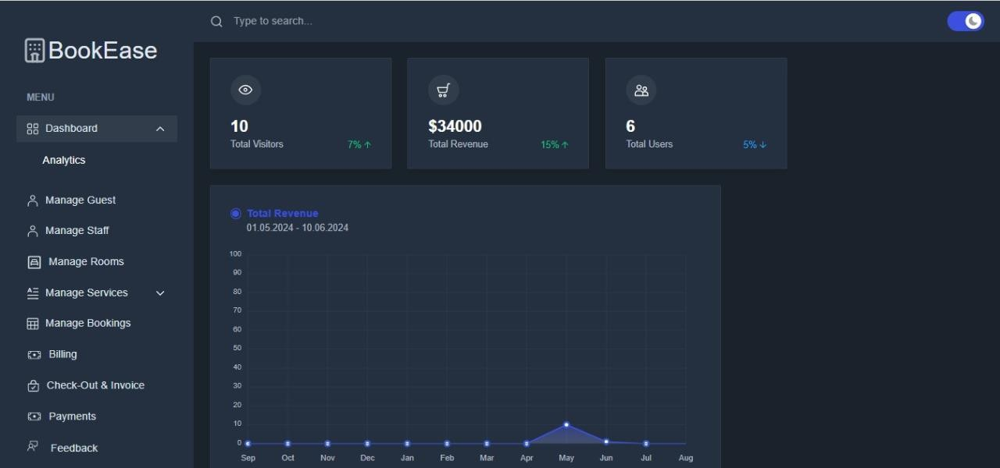 Type to search...
BookEase
MENU
Dashboard
Analytics
Manage Guest
Manage Staff
Manage Rooms
Manage Services
Manage Bookings
Billing
Check-Out & Invoice
Payments
Feedback
10
Total Visitors 7%
$34000
Total Revenue 15%
6
Total Users 5%
Total Revenue
01.05.2024 - 10.06.2024
100
90
80
70
60
50
40
30
20
10
0
Sep Oct Nov Dec Jan Feb Mar Apr May Jun Jul Aug